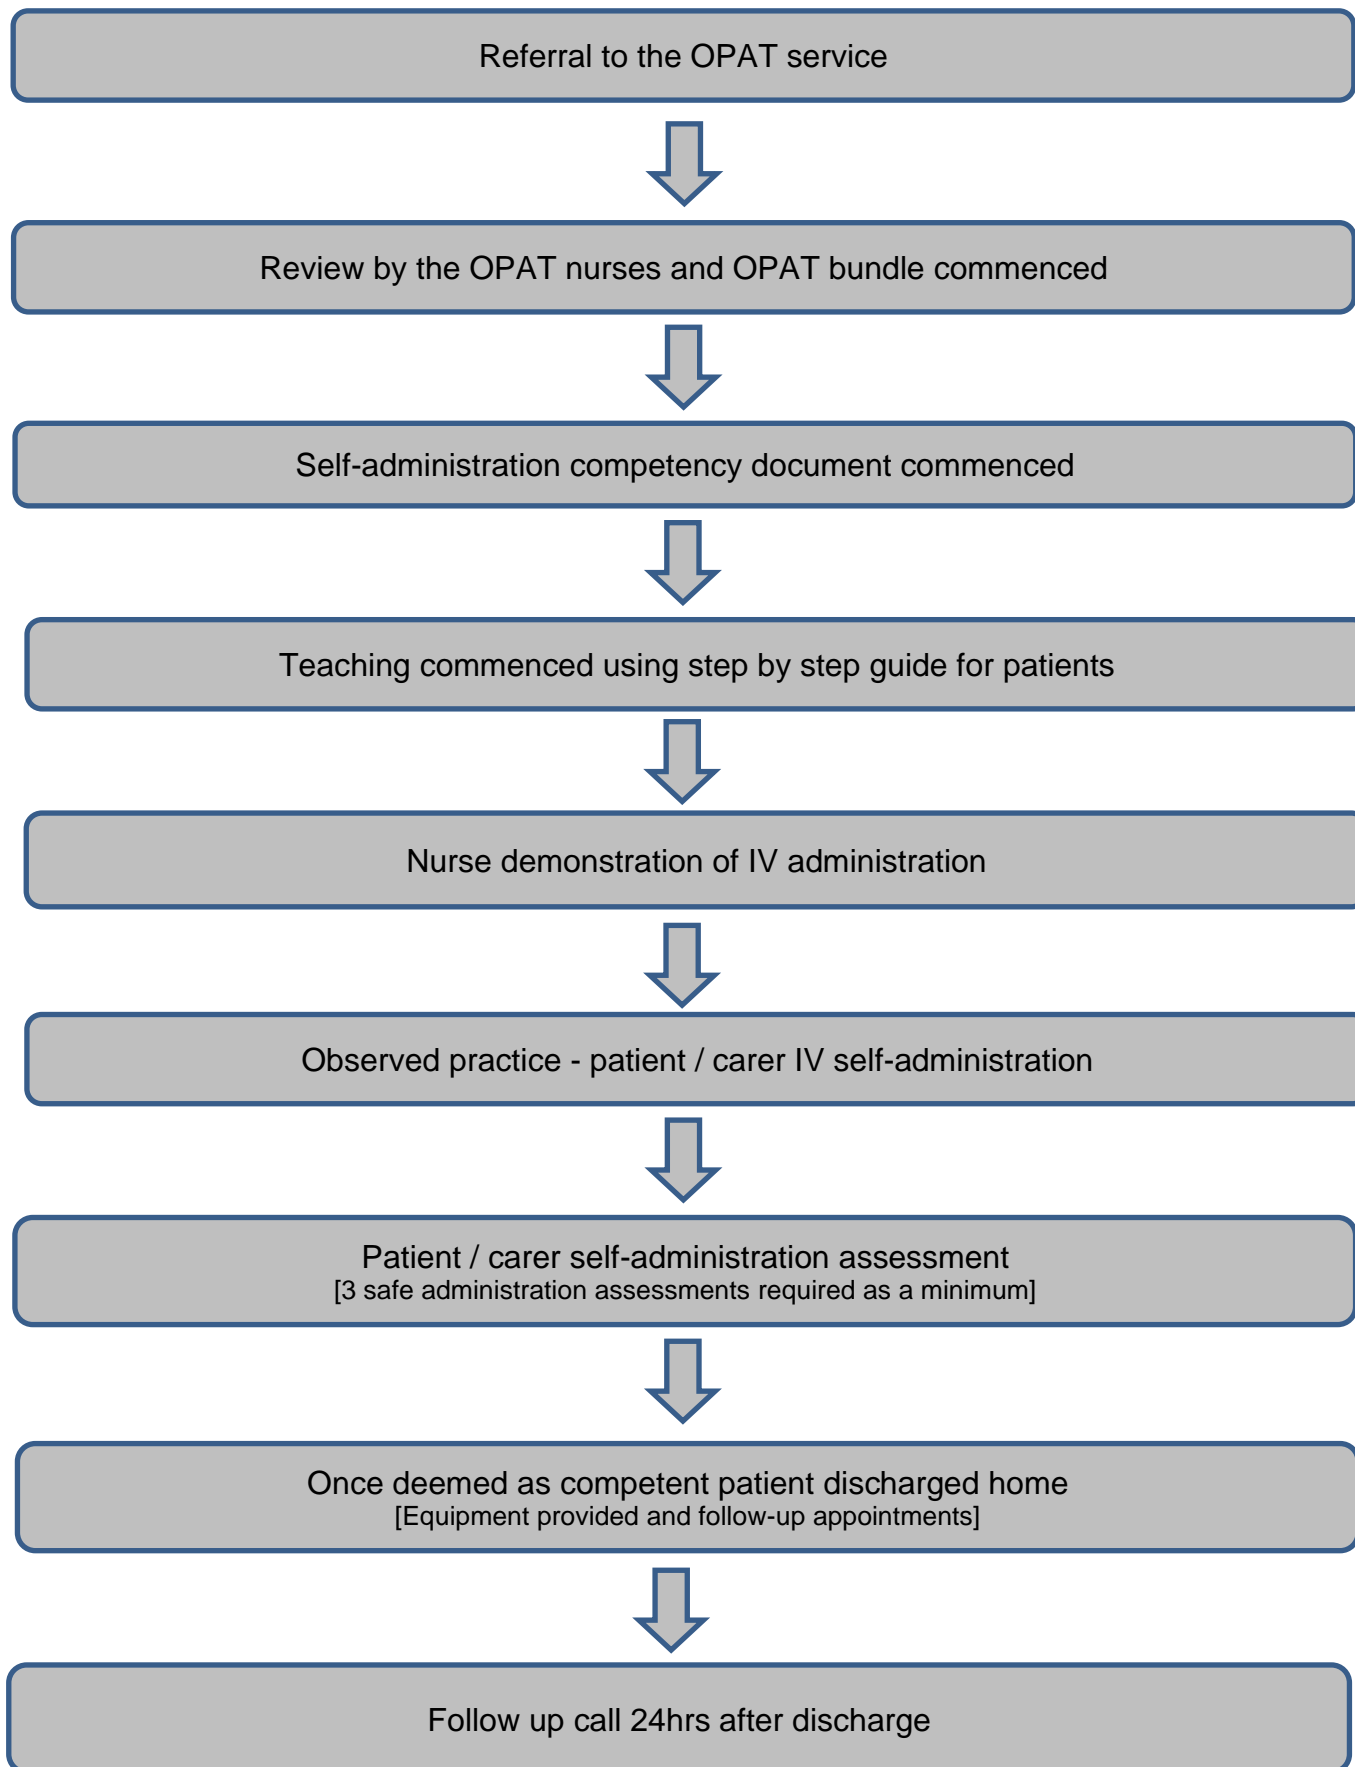 Referral to the OPAT service
Review by the OPAT nurses and OPAT bundle commenced
Self-administration competency document commenced
Teaching commenced using step by step guide for patients
Nurse demonstration of IV administration
Observed practice - patient / carer IV self-administration
Patient / carer self-administration assessment
[3 safe administration assessments required as a minimum]
Once deemed as competent patient discharged home
[Equipment provided and follow-up appointments]
Follow up call 24hrs after discharge